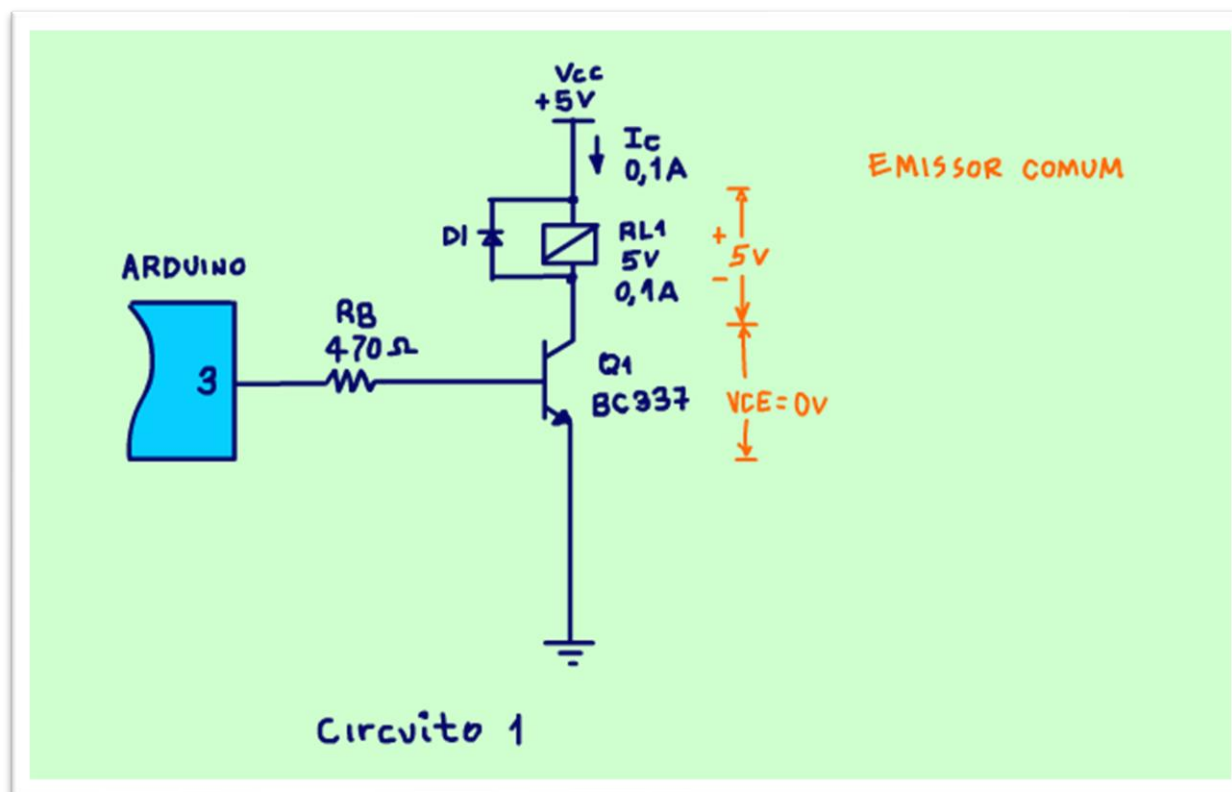 Vcc
+5V
Ic
0,1A
EMISSOR COMUM
D1
RL1
5V
0,1A
+
5V
-
ARDUINO
3
RB
470Ω
Q1
BC337
VCE=0V
Circuito 1